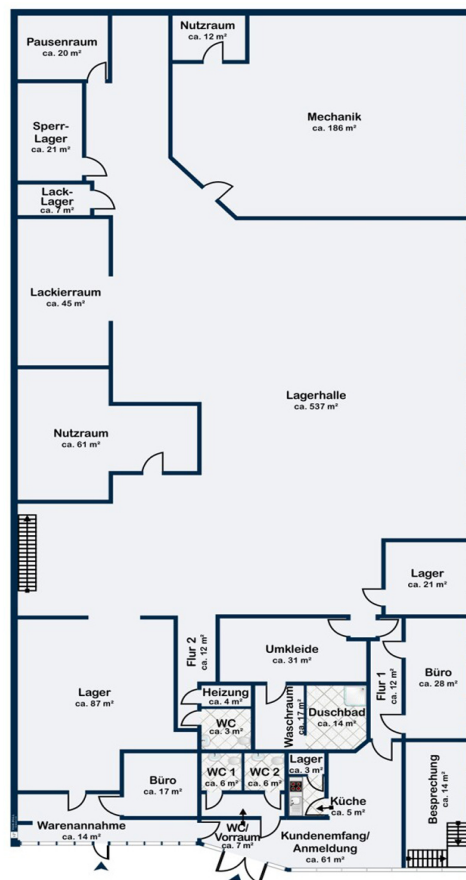 Pausenraum
ca. 20 m²
Nutzraum
ca. 12 m²
Mechanik
ca. 186 m²
Sperr-
Lager
ca. 21 m²
Lack-
Lager
ca. 7 m²
Lackierraum
ca. 45 m²
Lagerhalle
ca. 537 m²
Nutzraum
ca. 61 m²
Lager
ca. 21 m²
Flur 2
ca. 12 m²
Umkleide
ca. 31 m²
Flur 1
ca. 12 m²
Büro
ca. 28 m²
Lager
ca. 87 m²
Heizung
ca. 4 m²
WC
ca. 3 m²
Waschraum
ca. 17 m²
Duschbad
ca. 14 m²
Büro
ca. 17 m²
WC 1
ca. 6 m²
WC 2
ca. 6 m²
Lager
ca. 3 m²
Küche
ca. 5 m²
Besprechung
ca. 14 m²
Warenannahme
ca. 14 m²
WC/
Vorraum
ca. 7 m²
Kundenemfang/
Anmeldung
ca. 61 m²